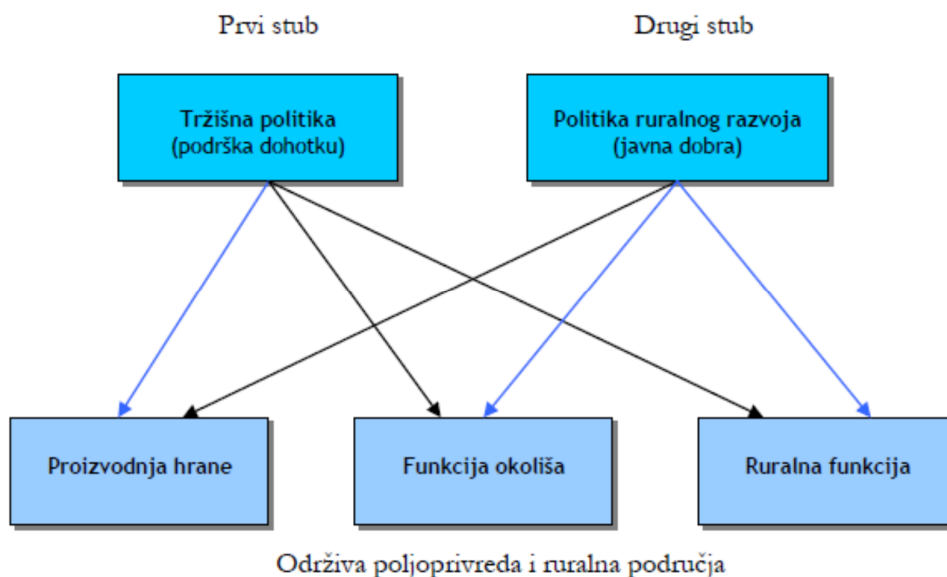 Prvi stub
Drugi stub
Tržišna politika
(podrška dohotku)
Politika ruralnog razvoja
(javna dobra)
Proizvodnja hrane
Funkcija okoliša
Ruralna funkcija
Održiva poljoprivreda i ruralna područja